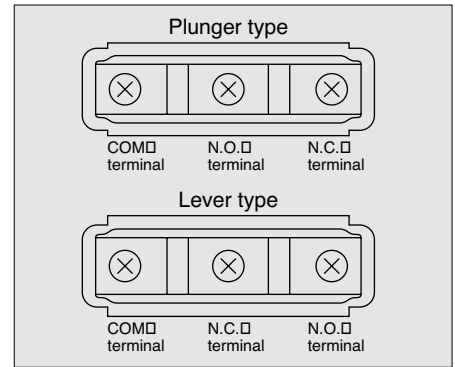 Plunger type
COM□ N.O.□ N.C.□
terminal terminal terminal
Lever type
COM□ N.C.□ N.O.□
terminal terminal terminal